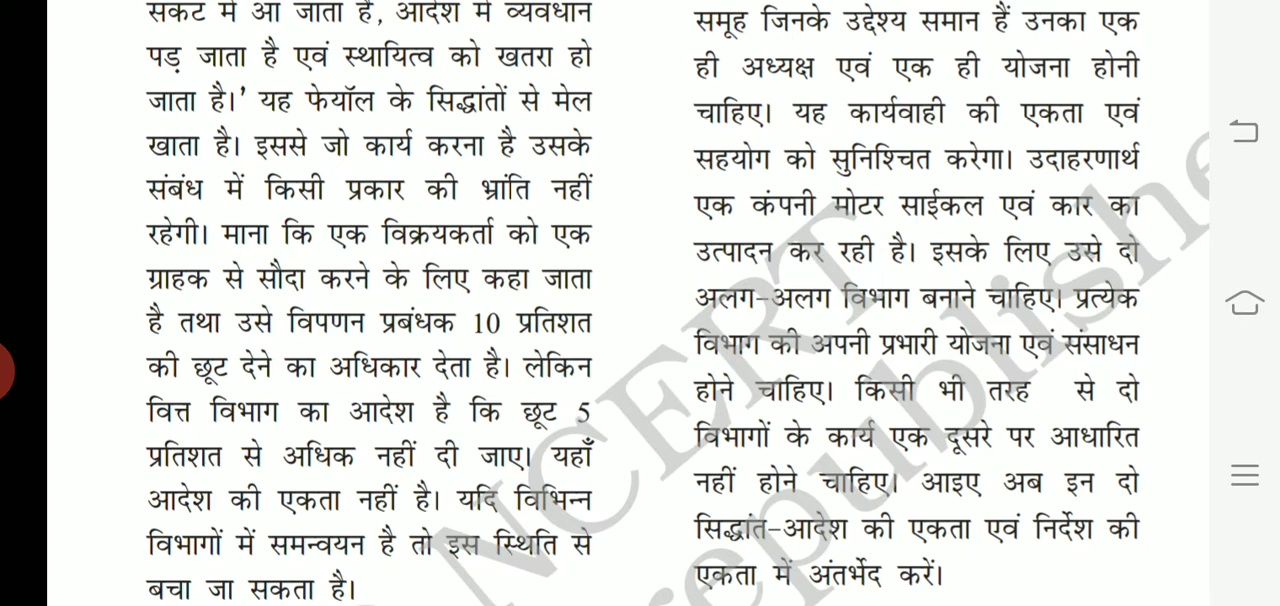 संकट में आ जाता है, आदेश में व्यवधान
पड़ जाता है एवं स्थायित्व को खतरा हो
जाता है।' यह फेयॉल के सिद्धांतों से मेल
खाता है। इससे जो कार्य करना है उसके
संबंध में किसी प्रकार की भ्रांति नहीं
रहेगी। माना कि एक विक्रयकर्ता को एक
ग्राहक से सौदा करने के लिए कहा जाता
है तथा उसे विपणन प्रबंधक 10 प्रतिशत
की छूट देने का अधिकार देता है। लेकिन
वित्त विभाग का आदेश है कि छूट 5
प्रतिशत से अधिक नहीं दी जाए। यहाँ
आदेश की एकता नहीं है। यदि विभिन्न
विभागों में समन्वयन है तो इस स्थिति से
बचा जा सकता है।
समूह जिनके उद्देश्य समान हैं उनका एक
ही अध्यक्ष एवं एक ही योजना होनी
चाहिए। यह कार्यवाही की एकता एवं
सहयोग को सुनिश्चित करेगा। उदाहरणार्थ
एक कंपनी मोटर साईकल एवं कार का
उत्पादन कर रही है। इसके लिए उसे दो
अलग-अलग विभाग बनाने चाहिए। प्रत्येक
विभाग की अपनी प्रभारी योजना एवं संसाधन
होने चाहिए। किसी भी तरह से दो
विभागों के कार्य एक दूसरे पर आधारित
नहीं होने चाहिए। आइए अब इन दो
सिद्धांत-आदेश की एकता एवं निर्देश की
एकता में अंतर्भेद करें।
NCERT
republishe